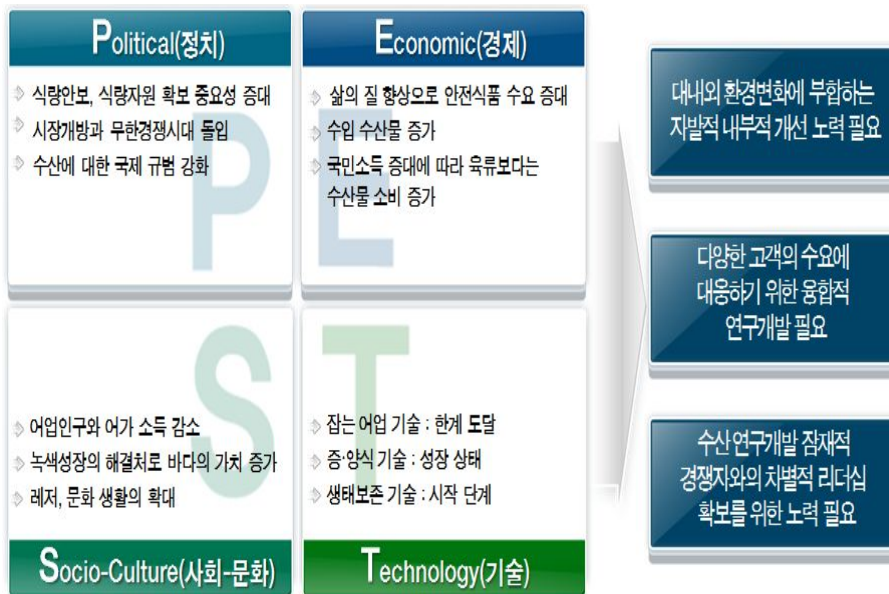 Political(정치)
식량안보, 식량자원 확보 중요성 증대
시장개방과 무한경쟁시대 돌입
수산에 대한 국제 규범 강화
P
Economic(경제)
삶의 질 향상으로 안전식품 수요 증대
수입 수산물 증가
국민소득 증대에 따라 육류보다는
수산물 소비 증가
E
S
어업인구와 어가 소득 감소
녹색성장의 해결처로 바다의 가치 증가
레저, 문화 생활의 확대
Socio-Culture(사회-문화)
T
잡는 어업 기술 : 한계 도달
증·양식 기술 : 성장 상태
생태보존 기술 : 시작 단계
Technology(기술)
대내외 환경변화에 부합하는
자발적 내부적 개선 노력 필요
다양한 고객의 수요에
대응하기 위한 융합적
연구개발 필요
수산 연구개발 잠재적
경쟁자와의 차별적 리더십
확보를 위한 노력 필요